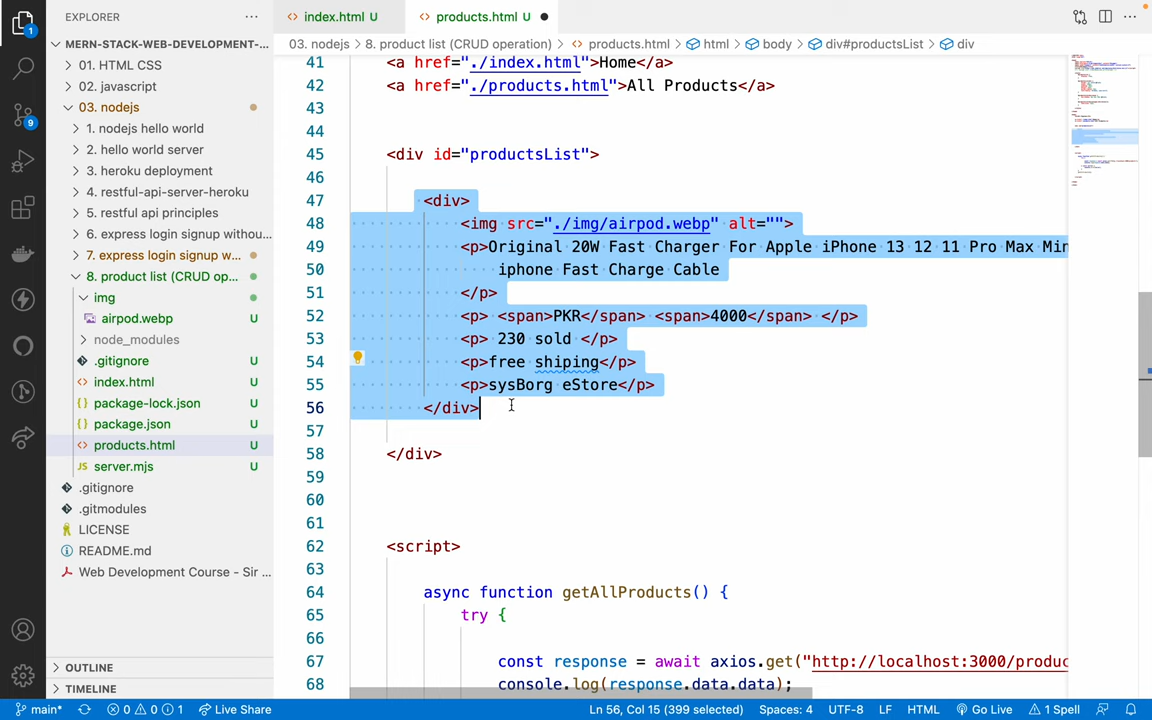 EXPLORER
MERN-STACK-WEB-DEVELOPMENT-...
01. HTML CSS
02. javascript
03. nodejs
1. nodejs hello world
2. hello world server
3. heroku deployment
4. restful-api-server-heroku
5. restful api principles
6. express login signup withou...
7. express login signup w...
8. product list (CRUD op...
img
airpod.webp U
node_modules
.gitignore U
index.html U
package-lock.json U
package.json U
products.html U
server.mjs U
.gitignore
.gitmodules
LICENSE
README.md
Web Development Course - Sir ...
OUTLINE
TIMELINE
1
9
index.html U
products.html U
03. nodejs > 8. product list (CRUD operation) > products.html > html > body > div#productsList > div
41 <a href="./index.html">Home</a>
42 <a href="./products.html">All Products</a>
43
44
45 <div id="productsList">
46
47 <div>
48 <img src="./img/airpod.webp" alt="">
49 <p>Original 20W Fast Charger For Apple iPhone 13 12 11 Pro Max Min
50 iphone Fast Charge Cable
51 </p>
52 <p> <span>PKR</span> <span>4000</span> </p>
53 <p> 230 sold </p>
54 <p>free shiping</p>
55 <p>sysBorg eStore</p>
56 </div>
57
58 </div>
59
60
61
62 <script>
63
64 async function getAllProducts() {
65 try {
66
67 const response = await axios.get("http://localhost:3000/produc
68 console.log(response.data.data);
main* 0 0 1 Live Share Ln 56, Col 15 (399 selected) Spaces: 4 UTF-8 LF HTML Go Live 1 Spell